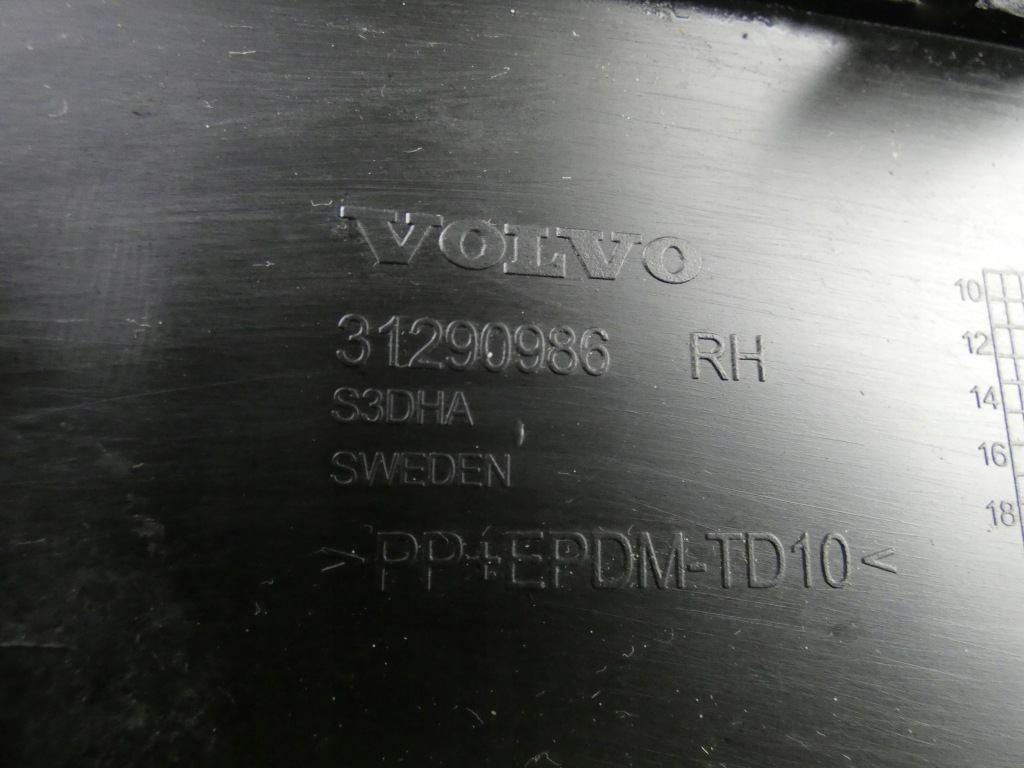 VOLVO
31290986 RH
S3DHA
SWEDEN
>PP+EPDM-TD10<
10
12
14
16
18